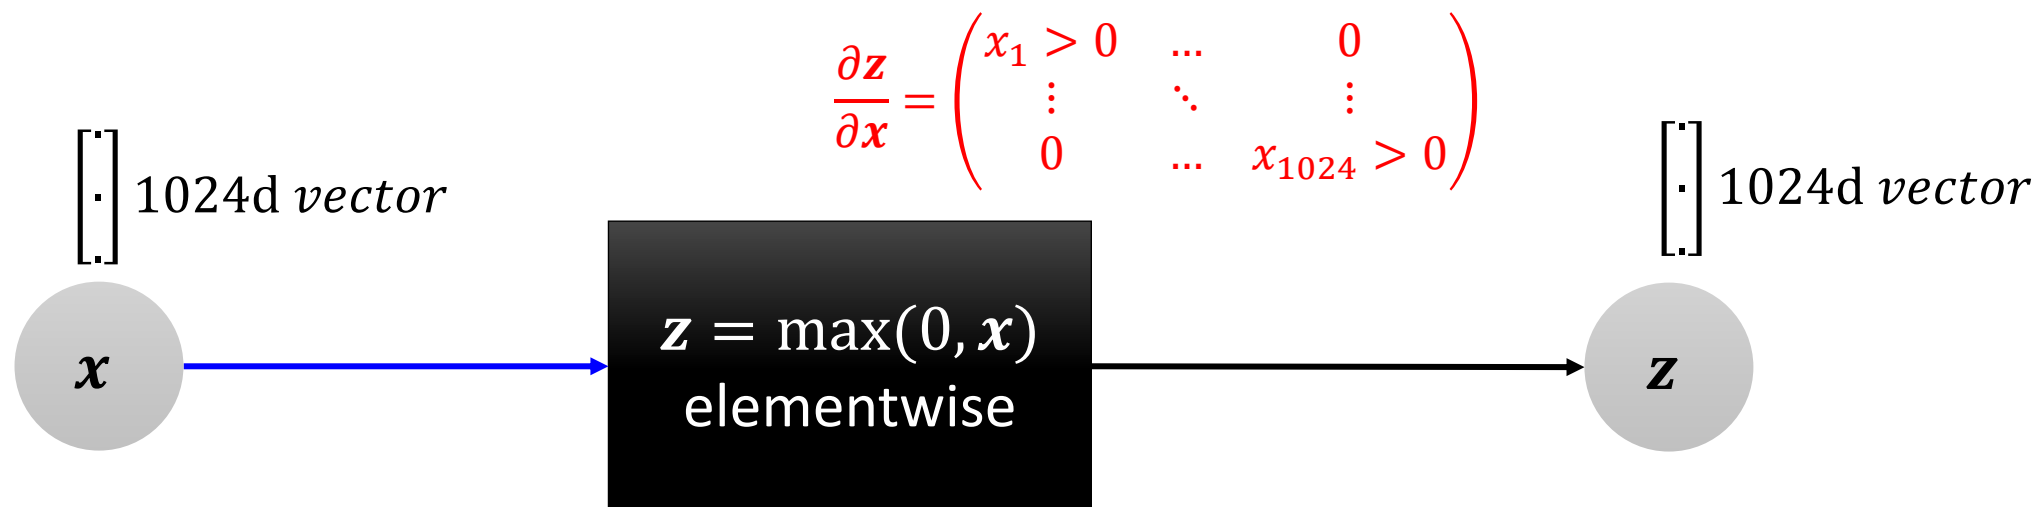 ∂z/∂x = ( x₁ > 0 … 0
⋮ ⋱ ⋮
0 … x₁₀₂₄ > 0 )
[⋮] 1024d vector
[⋮] 1024d vector
x
z = max(0, x)
elementwise
z